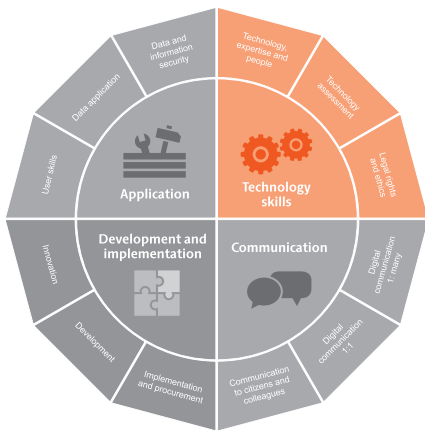 Data and
information
security
Technology,
expertise and
people
Data application
Technology
assessment
User skills
Legal rights
and ethics
Application
Technology
skills
Development and
implementation
Communication
Innovation
Digital
communication
1: many
Development
Digital
communication
1:1
Implementation
and procurement
Communication
to citizens and
colleagues